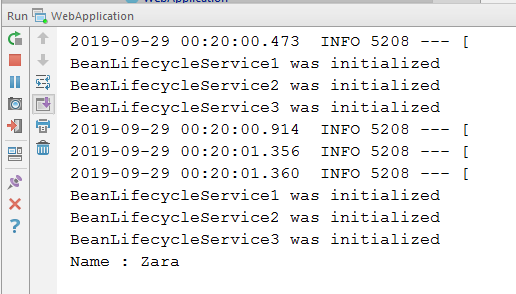 WebApplication
Run WebApplication
2019-09-29 00:20:00.473  INFO 5208 --- [
BeanLifecycleService1 was initialized
BeanLifecycleService2 was initialized
BeanLifecycleService3 was initialized
2019-09-29 00:20:00.914  INFO 5208 --- [
2019-09-29 00:20:01.356  INFO 5208 --- [
2019-09-29 00:20:01.360  INFO 5208 --- [
BeanLifecycleService1 was initialized
BeanLifecycleService2 was initialized
BeanLifecycleService3 was initialized
Name : Zara